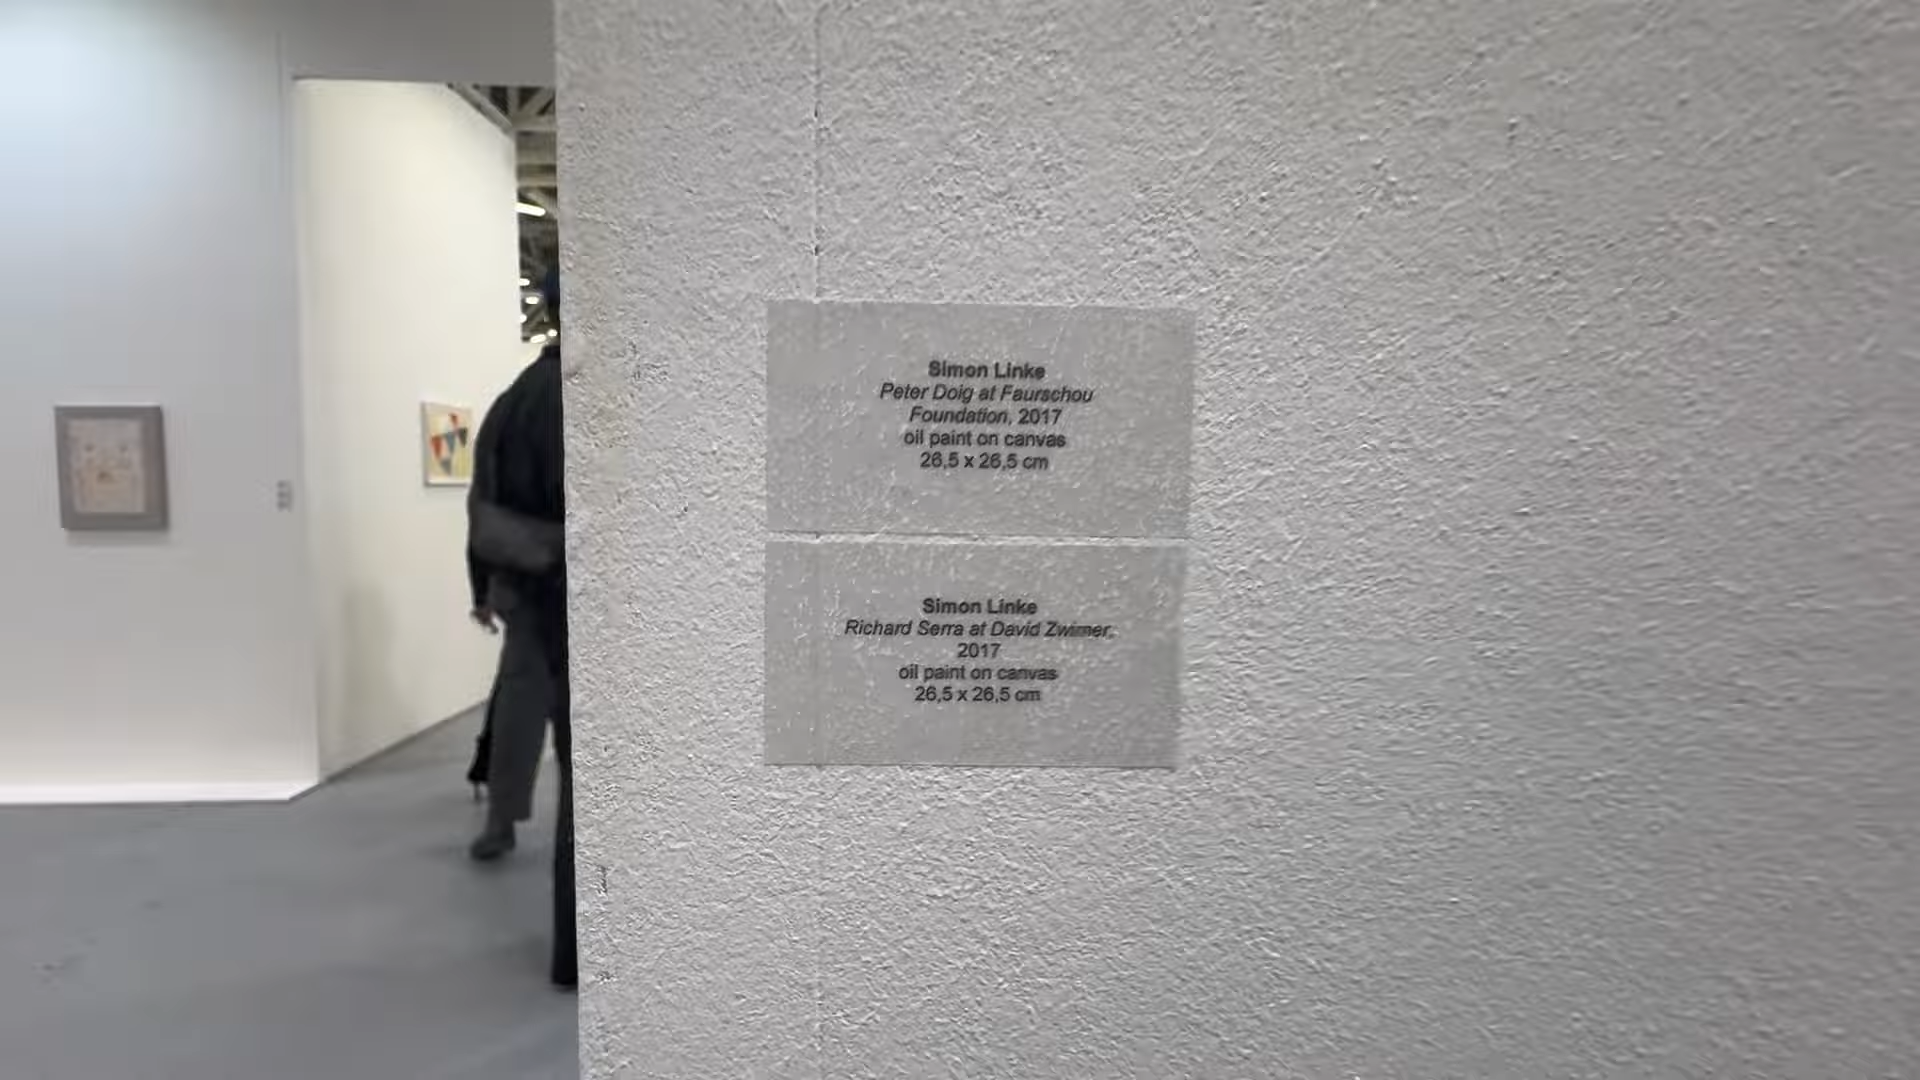 Simon Linke
Peter Doig at Faurschou
Foundation, 2017
oil paint on canvas
26,5 x 26,5 cm
Simon Linke
Richard Serra at David Zwirner,
2017
oil paint on canvas
26,5 x 26,5 cm